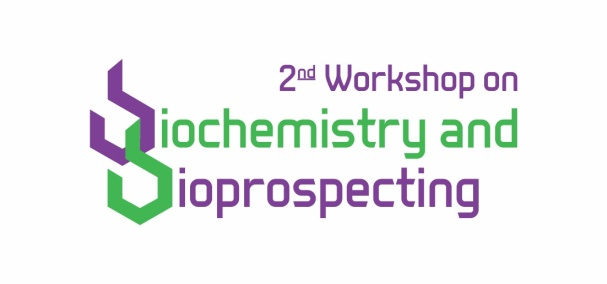 2nd Workshop on
Biochemistry and
Bioprospecting